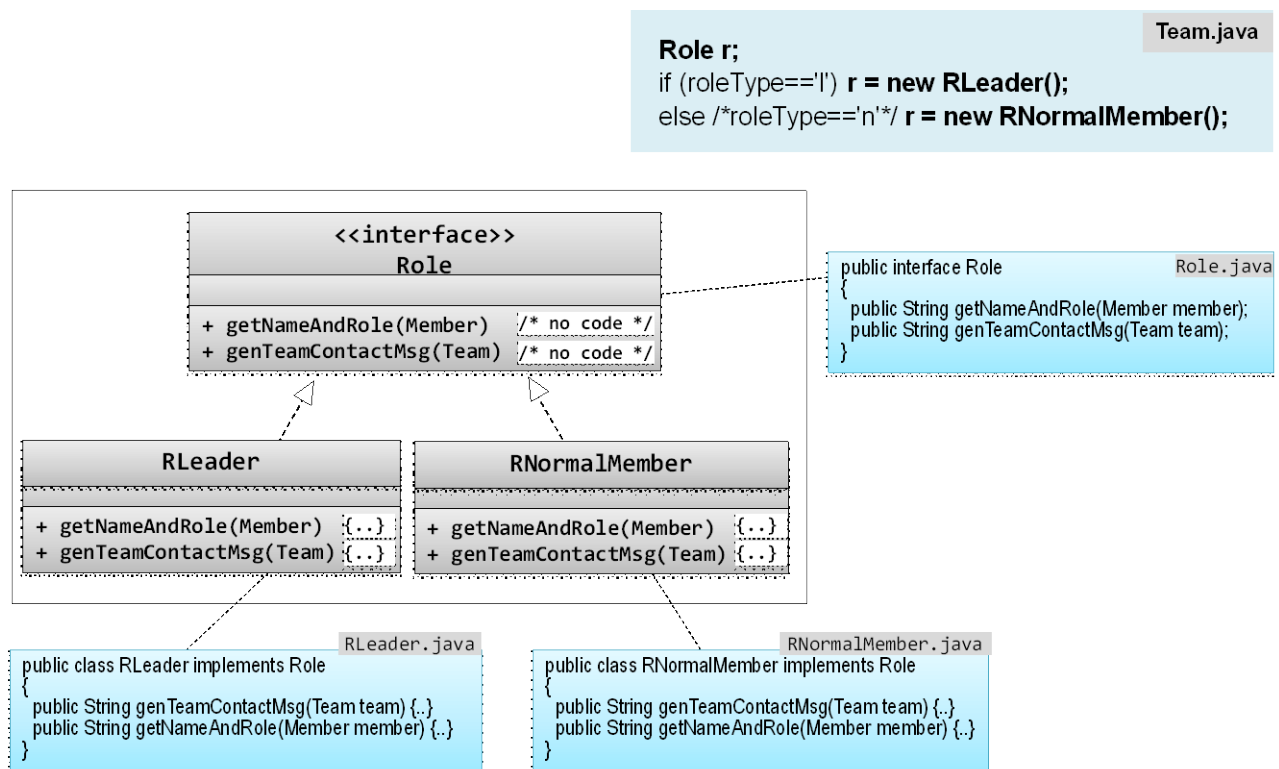 Team.java
Role r;
if (roleType=='l') r = new RLeader();
else /*roleType=='n'*/ r = new RNormalMember();
<<interface>>
Role
+ getNameAndRole(Member) /* no code */
+ genTeamContactMsg(Team) /* no code */
Role.java
public interface Role
{
public String getNameAndRole(Member member);
public String genTeamContactMsg(Team team);
}
RLeader
+ getNameAndRole(Member) {..}
+ genTeamContactMsg(Team) {..}
RNormalMember
+ getNameAndRole(Member) {..}
+ genTeamContactMsg(Team) {..}
RLeader.java
public class RLeader implements Role
{
public String genTeamContactMsg(Team team) {..}
public String getNameAndRole(Member member) {..}
}
RNormalMember.java
public class RNormalMember implements Role
{
public String genTeamContactMsg(Team team) {..}
public String getNameAndRole(Member member) {..}
}